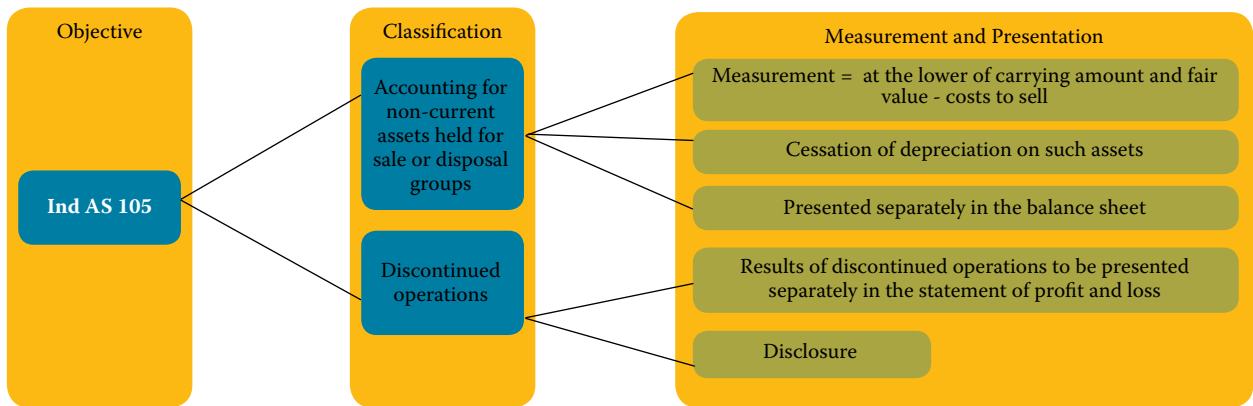 Objective
Ind AS 105
Classification
Accounting for
non-current
assets held for
sale or disposal
groups
Discontinued
operations
Measurement and Presentation
Measurement =  at the lower of carrying amount and fair
value - costs to sell
Cessation of depreciation on such assets
Presented separately in the balance sheet
Results of discontinued operations to be presented
separately in the statement of profit and loss
Disclosure